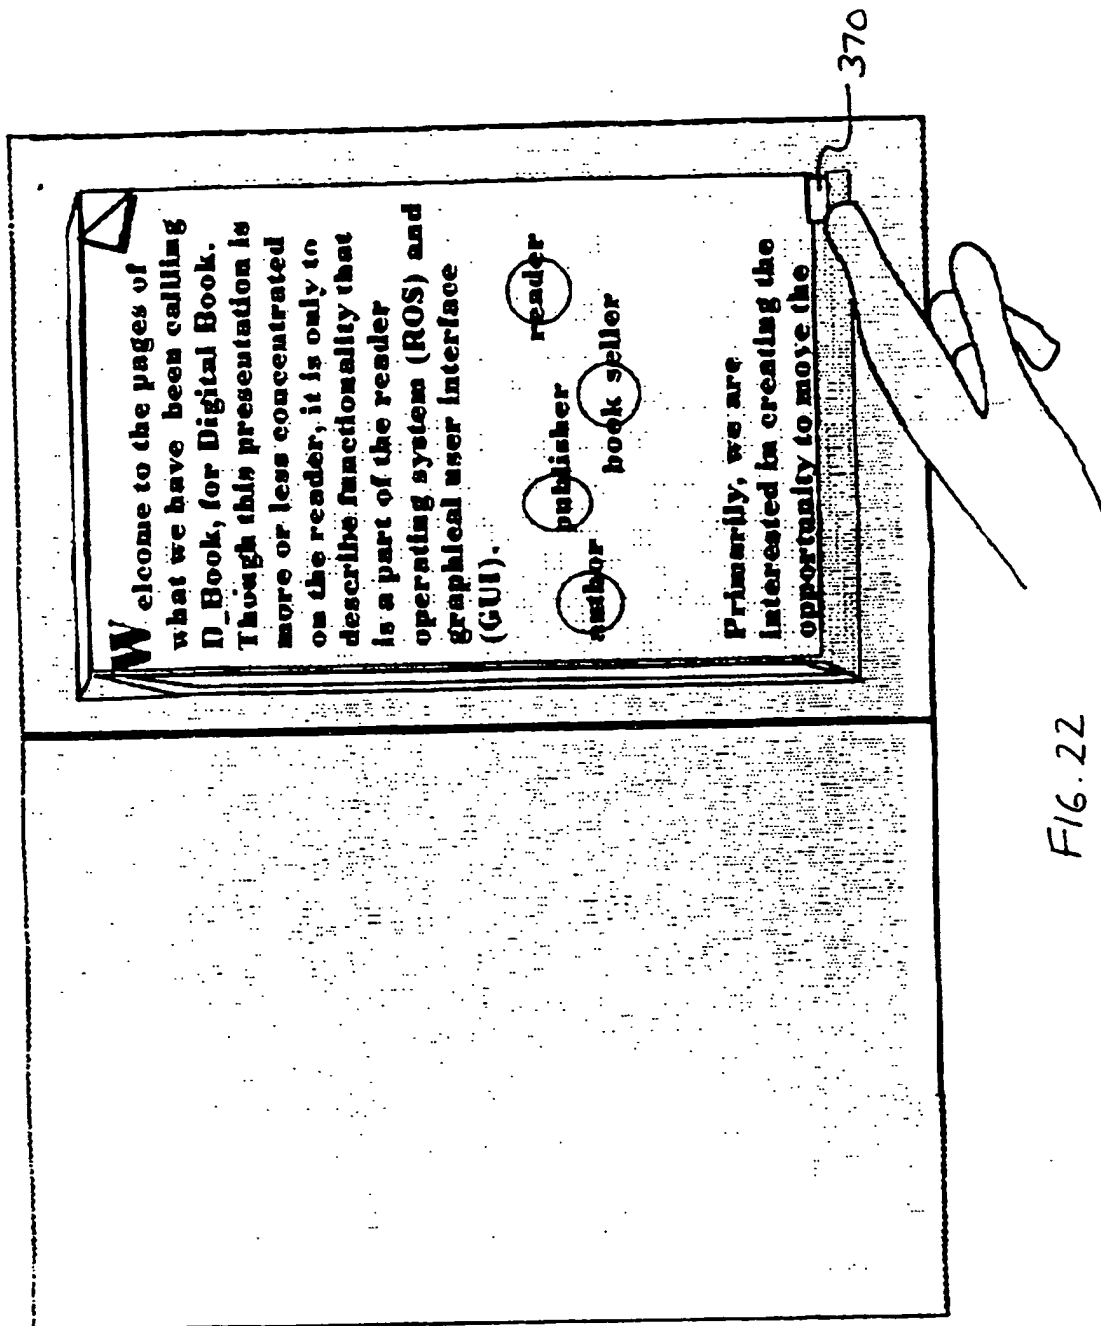 Welcome to the pages of
what we have been calling
D_Book, for Digital Book.
Though this presentation is
more or less concentrated
on the reader, it is only to
describe functionality that
is a part of the reader
operating system (ROS) and
graphical user interface
(GUI).
author publisher reader
book seller
Primarily, we are
interested in creating the
opportunity to move the
370
FIG. 22